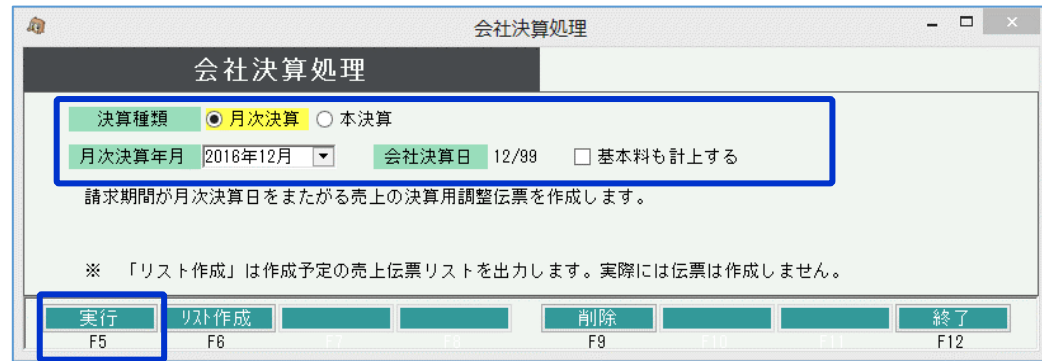 会社決算処理
会社決算処理
決算種類 月次決算 本決算
月次決算年月 2016年12月 会社決算日 12/99 基本料も計上する
請求期間が月次決算日をまたがる売上の決算用調整伝票を作成します。
※ 「リスト作成」は作成予定の売上伝票リストを出力します。実際には伝票は作成しません。
実行 リスト作成 削除 終了
F5 F6 F7 F8 F9 F10 F11 F12